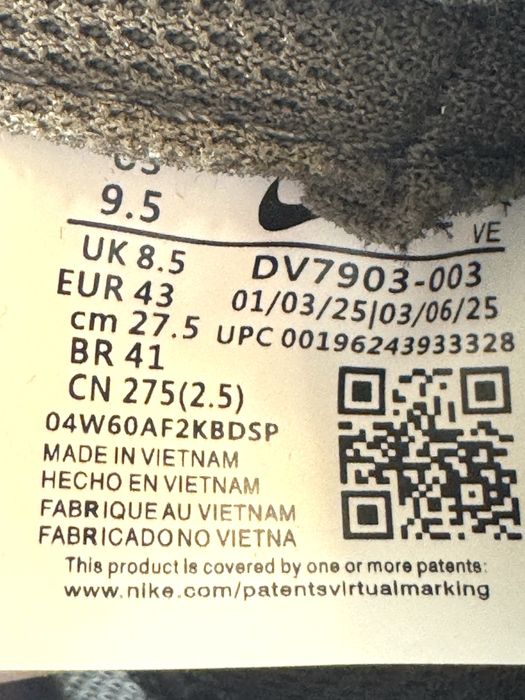 US
9.5
VE
UK 8.5
DV7903-003
EUR 43
01/03/25|03/06/25
cm 27.5
UPC 00196243933328
BR 41
CN 275(2.5)
04W60AF2KBDSP
MADE IN VIETNAM
HECHO EN VIETNAM
FABRIQUE AU VIETNAM
FABRICADO NO VIETNA
This product is covered by one or more patents:
www.nike.com/patentsvirtualmarking